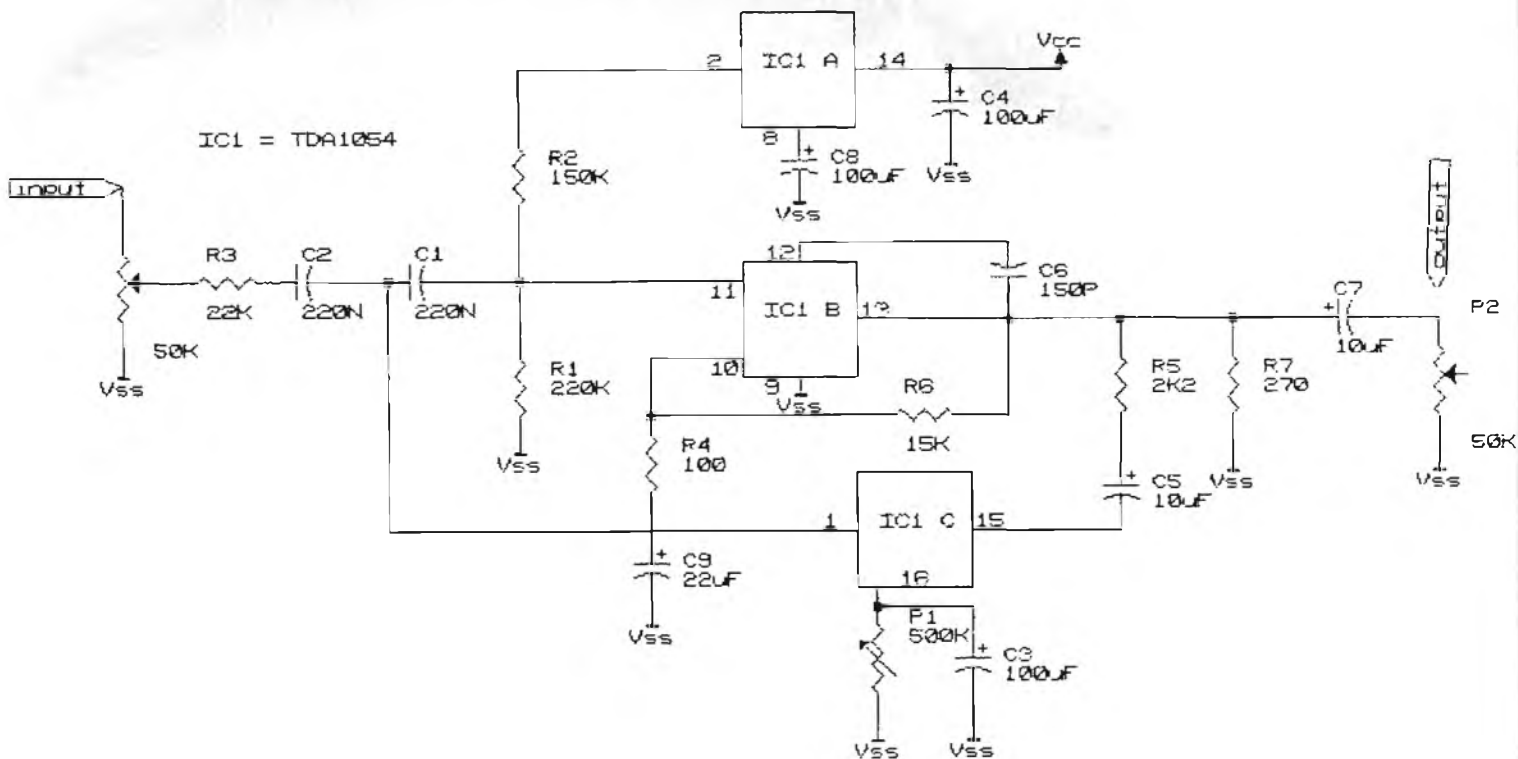 Vcc
2
IC1 A
14
+
C4
100uF
IC1 = TDA1054
8
+
C8
100uF
R2
150K
Vss
input
Vss
output
R3
C2
C1
12
C6
150P
11
22K
220N
220N
IC1 B
13
C7
+
10uF
P2
50K
R1
220K
10
9
Vss
R6
R5
2K2
R7
270
Vss
15K
50K
Vss
R4
100
+
C5
10uF
Vss
Vss
1
IC1 C
15
+
C9
22uF
16
P1
500K
Vss
+
C3
100uF
Vss
Vss